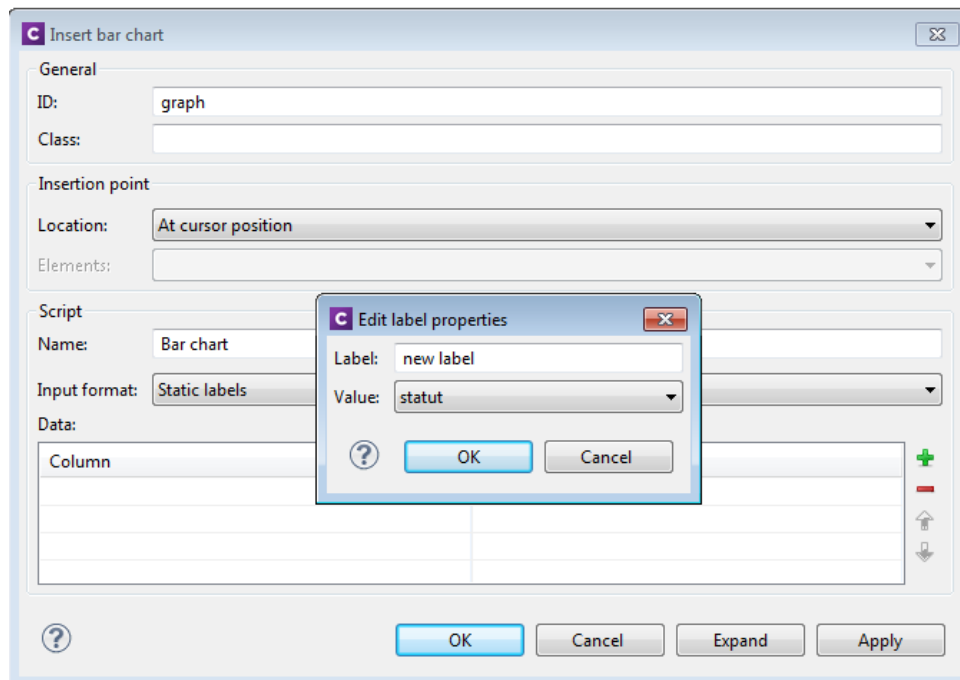 C Insert bar chart
General
ID: graph
Class:
Insertion point
Location: At cursor position
Elements:
Script
Name: Bar chart
Input format: Static labels
Data:
Column
C Edit label properties
Label: new label
Value: statut
? OK Cancel
? OK Cancel Expand Apply